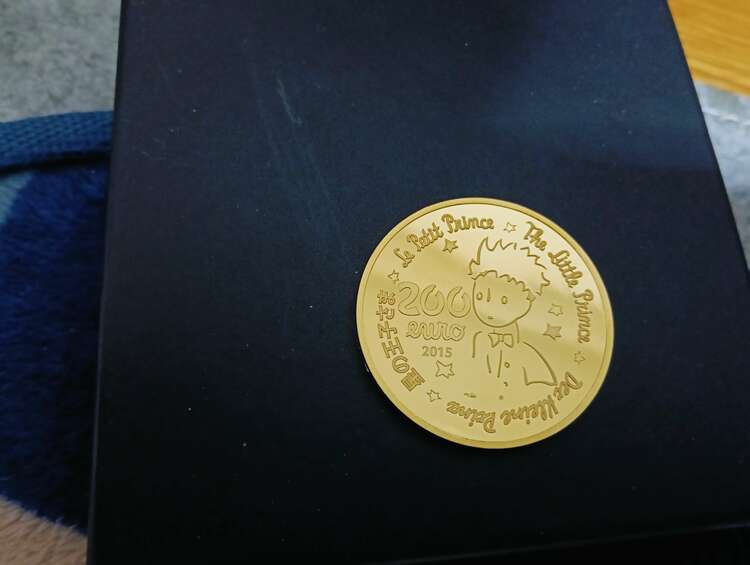 Le Petit Prince
The Little Prince
Der Kleine Prinz
星の王子さま
200
euro
2015